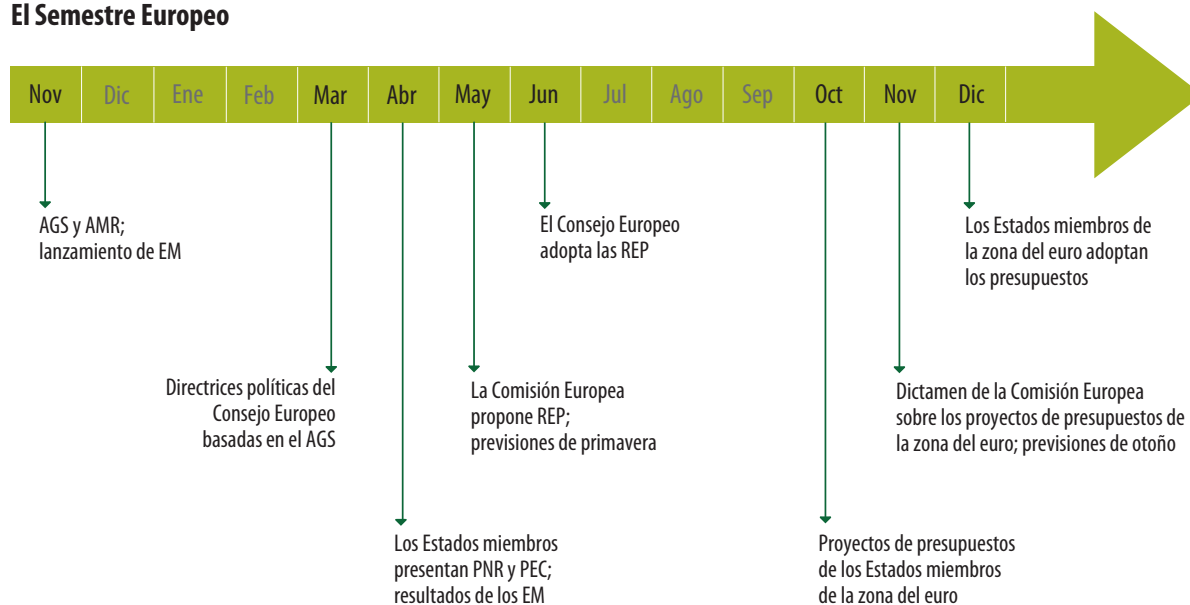 El Semestre Europeo
Nov Dic Ene Feb Mar Abr May Jun Jul Ago Sep Oct Nov Dic
AGS y AMR;
lanzamiento de EM
Directrices políticas del
Consejo Europeo
basadas en el AGS
Los Estados miembros
presentan PNR y PEC;
resultados de los EM
La Comisión Europea
propone REP;
previsiones de primavera
El Consejo Europeo
adopta las REP
Proyectos de presupuestos
de los Estados miembros
de la zona del euro
Dictamen de la Comisión Europea
sobre los proyectos de presupuestos de
la zona del euro; previsiones de otoño
Los Estados miembros de
la zona del euro adoptan
los presupuestos